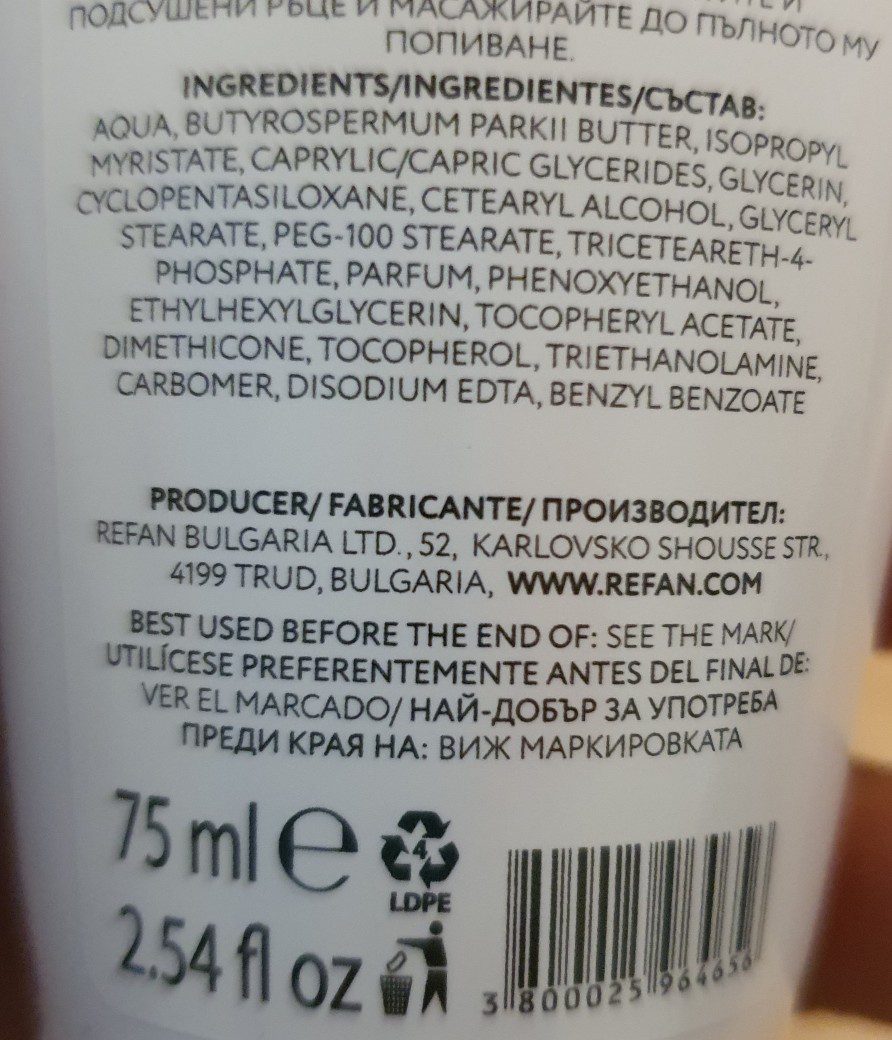 ПОДСУШЕНИ РЪЦЕ И МАСАЖИРАЙТЕ ДО ПЪЛНОТО МУ
ПОПИВАНЕ.
INGREDIENTS/INGREDIENTES/СЪСТАВ:
AQUA, BUTYROSPERMUM PARKII BUTTER, ISOPROPYL
MYRISTATE, CAPRYLIC/CAPRIC GLYCERIDES, GLYCERIN,
CYCLOPENTASILOXANE, CETEARYL ALCOHOL, GLYCERYL
STEARATE, PEG-100 STEARATE, TRICETEARETH-4-
PHOSPHATE, PARFUM, PHENOXYETHANOL,
ETHYLHEXYLGLYCERIN, TOCOPHERYL ACETATE,
DIMETHICONE, TOCOPHEROL, TRIETHANOLAMINE,
CARBOMER, DISODIUM EDTA, BENZYL BENZOATE
PRODUCER/ FABRICANTE/ ПРОИЗВОДИТЕЛ:
REFAN BULGARIA LTD., 52, KARLOVSKO SHOUSSE STR.,
4199 TRUD, BULGARIA, WWW.REFAN.COM
BEST USED BEFORE THE END OF: SEE THE MARK/
UTILÍCESE PREFERENTEMENTE ANTES DEL FINAL DE:
VER EL MARCADO/ НАЙ-ДОБЪР ЗА УПОТРЕБА
ПРЕДИ КРАЯ НА: ВИЖ МАРКИРОВКАТА
75 ml e
4
LDPE
2.54 fl oz
3 800025 964656